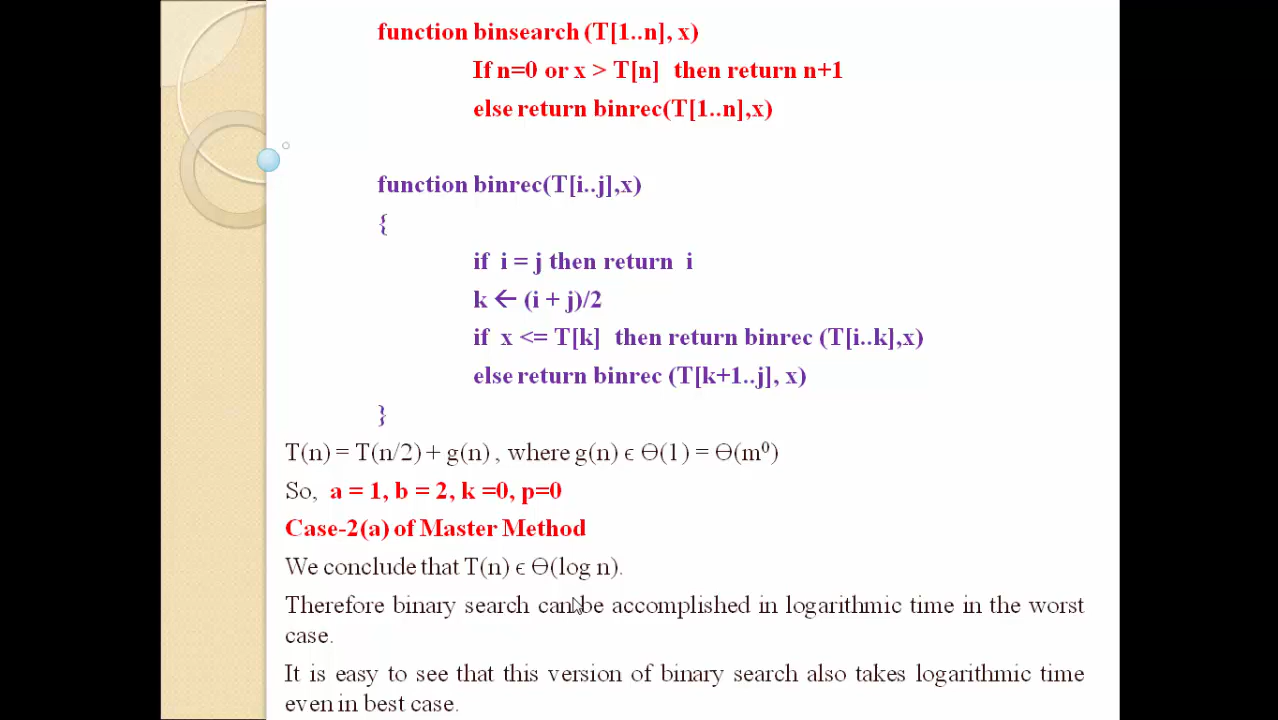 function binsearch (T[1..n], x)
If n=0 or x > T[n] then return n+1
else return binrec(T[1..n],x)
function binrec(T[i..j],x)
{
if i = j then return i
k ← (i + j)/2
if x <= T[k] then return binrec (T[i..k],x)
else return binrec (T[k+1..j], x)
}
T(n) = T(n/2) + g(n) , where g(n) ϵ Ѳ(1) = Ѳ(m⁰)
So, a = 1, b = 2, k =0, p=0
Case-2(a) of Master Method
We conclude that T(n) ϵ Ѳ(log n).
Therefore binary search can be accomplished in logarithmic time in the worst
case.
It is easy to see that this version of binary search also takes logarithmic time
even in best case.